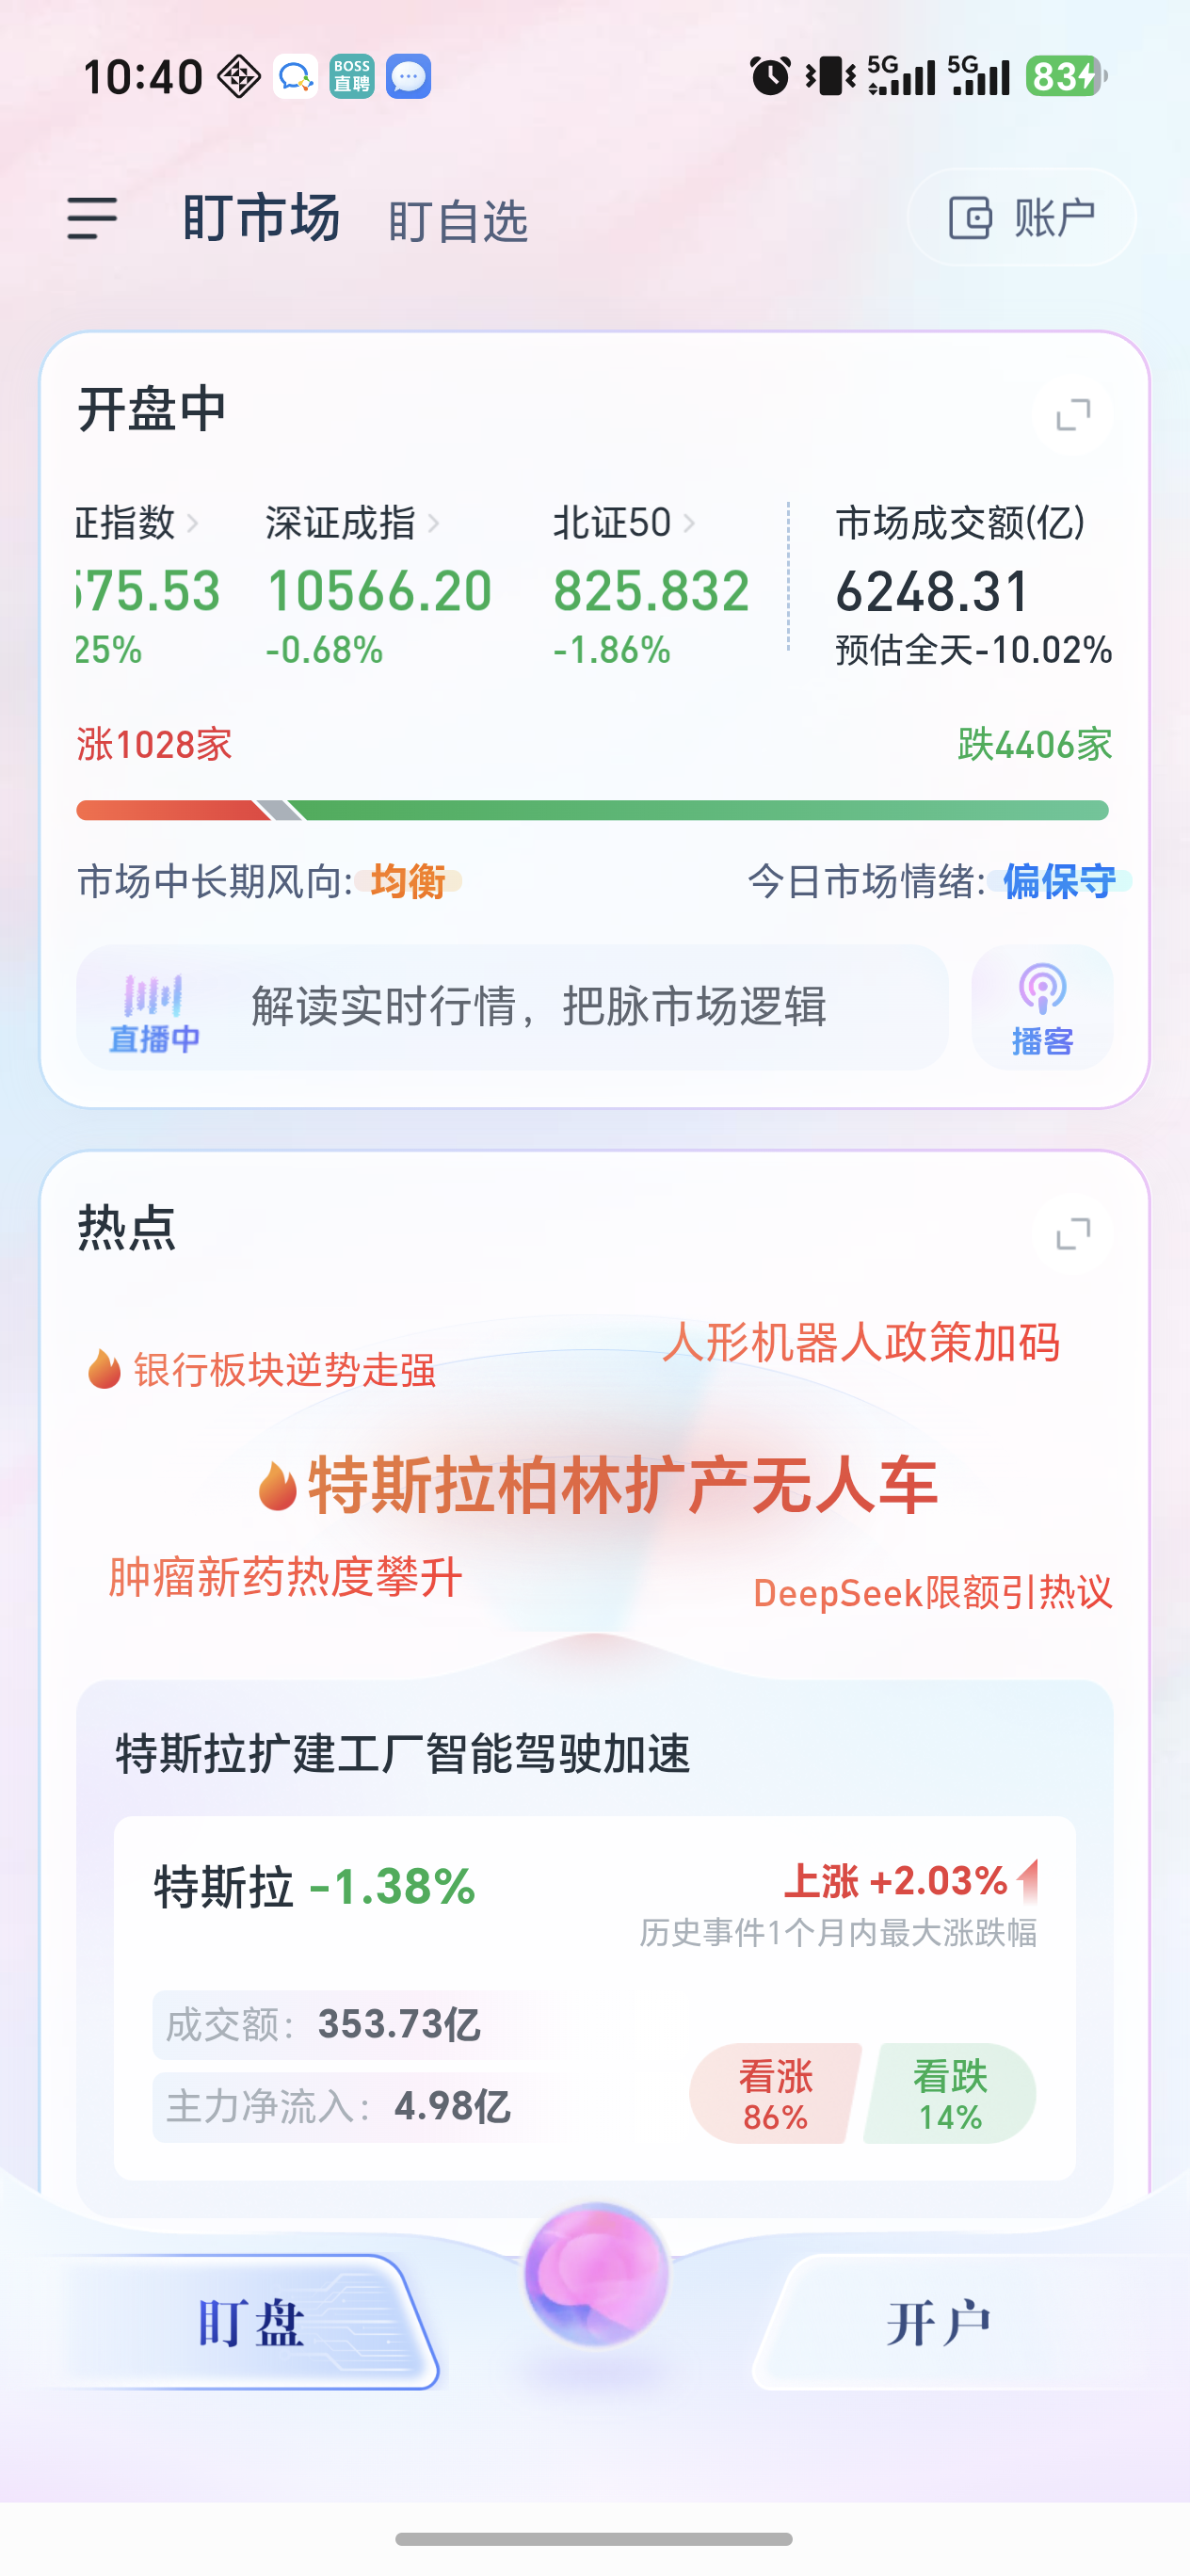 10:40
BOSS
直聘
5G
5G
83
盯市场 盯自选
账户
开盘中
证指数 深证成指 北证50 市场成交额(亿)
575.53 10566.20 825.832 6248.31
25% -0.68% -1.86% 预估全天-10.02%
涨1028家 跌4406家
市场中长期风向: 均衡 今日市场情绪: 偏保守
直播中 解读实时行情，把脉市场逻辑 播客
热点
人形机器人政策加码
银行板块逆势走强
特斯拉柏林扩产无人车
肿瘤新药热度攀升
DeepSeek限额引热议
特斯拉扩建工厂智能驾驶加速
特斯拉 -1.38% 上涨 +2.03%
历史事件1个月内最大涨跌幅
成交额：353.73亿
主力净流入：4.98亿
看涨 看跌
86% 14%
盯盘 开户